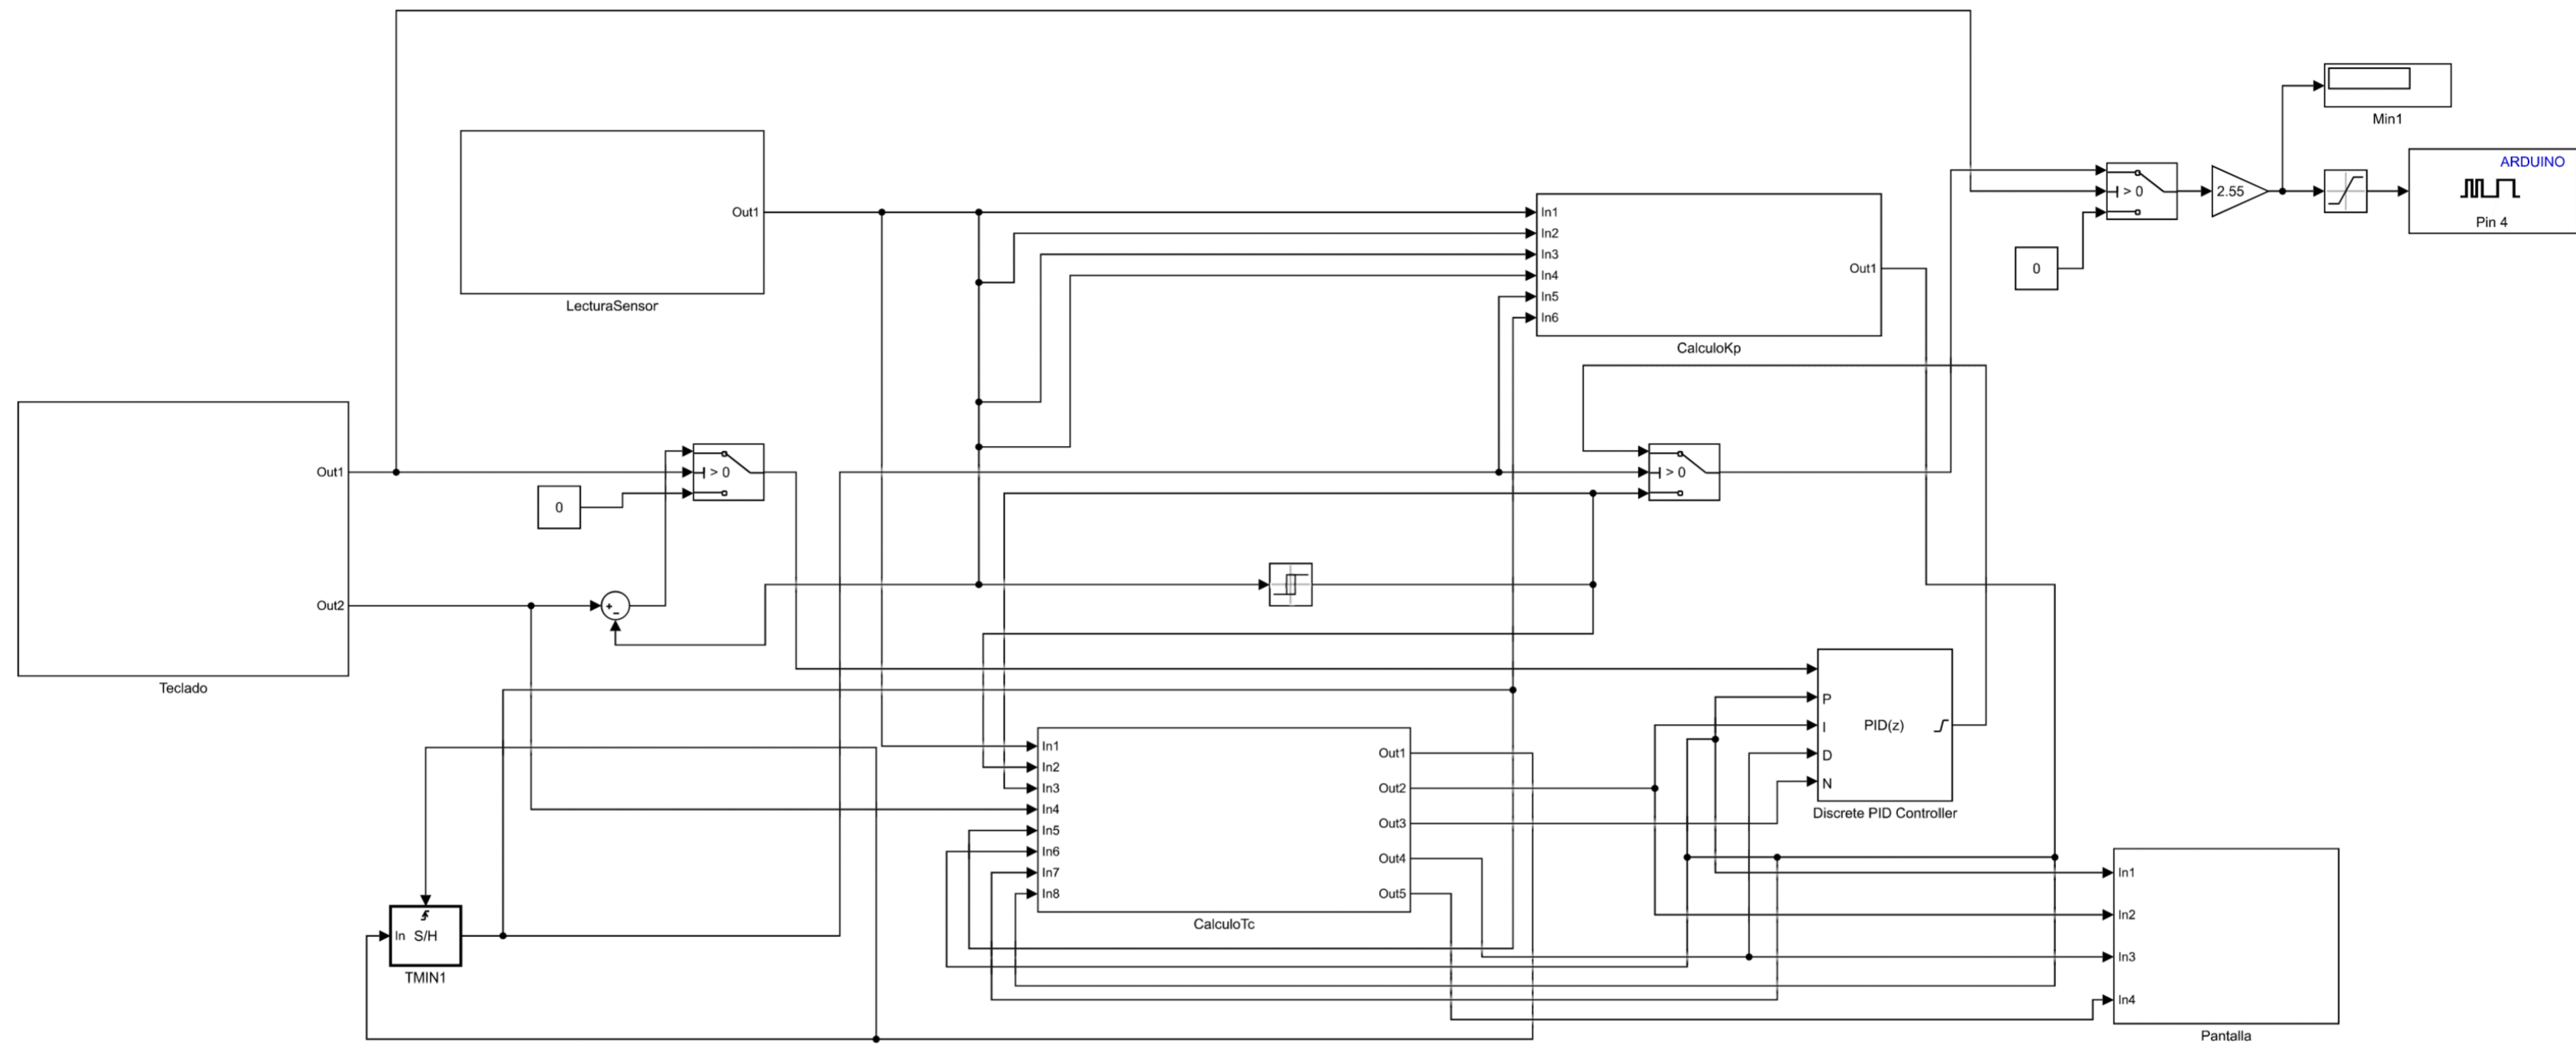 Min1
ARDUINO
Pin 4
> 0
2.55
0
Out1
LecturaSensor
In1
In2
In3
In4
In5
In6
Out1
CalculoKp
Out1
Out2
Teclado
> 0
0
+
−
> 0
P
I
D
N
PID(z)
Discrete PID Controller
In1
In2
In3
In4
In5
In6
In7
In8
Out1
Out2
Out3
Out4
Out5
CalculoTc
In S/H
TMIN1
In1
In2
In3
In4
Pantalla